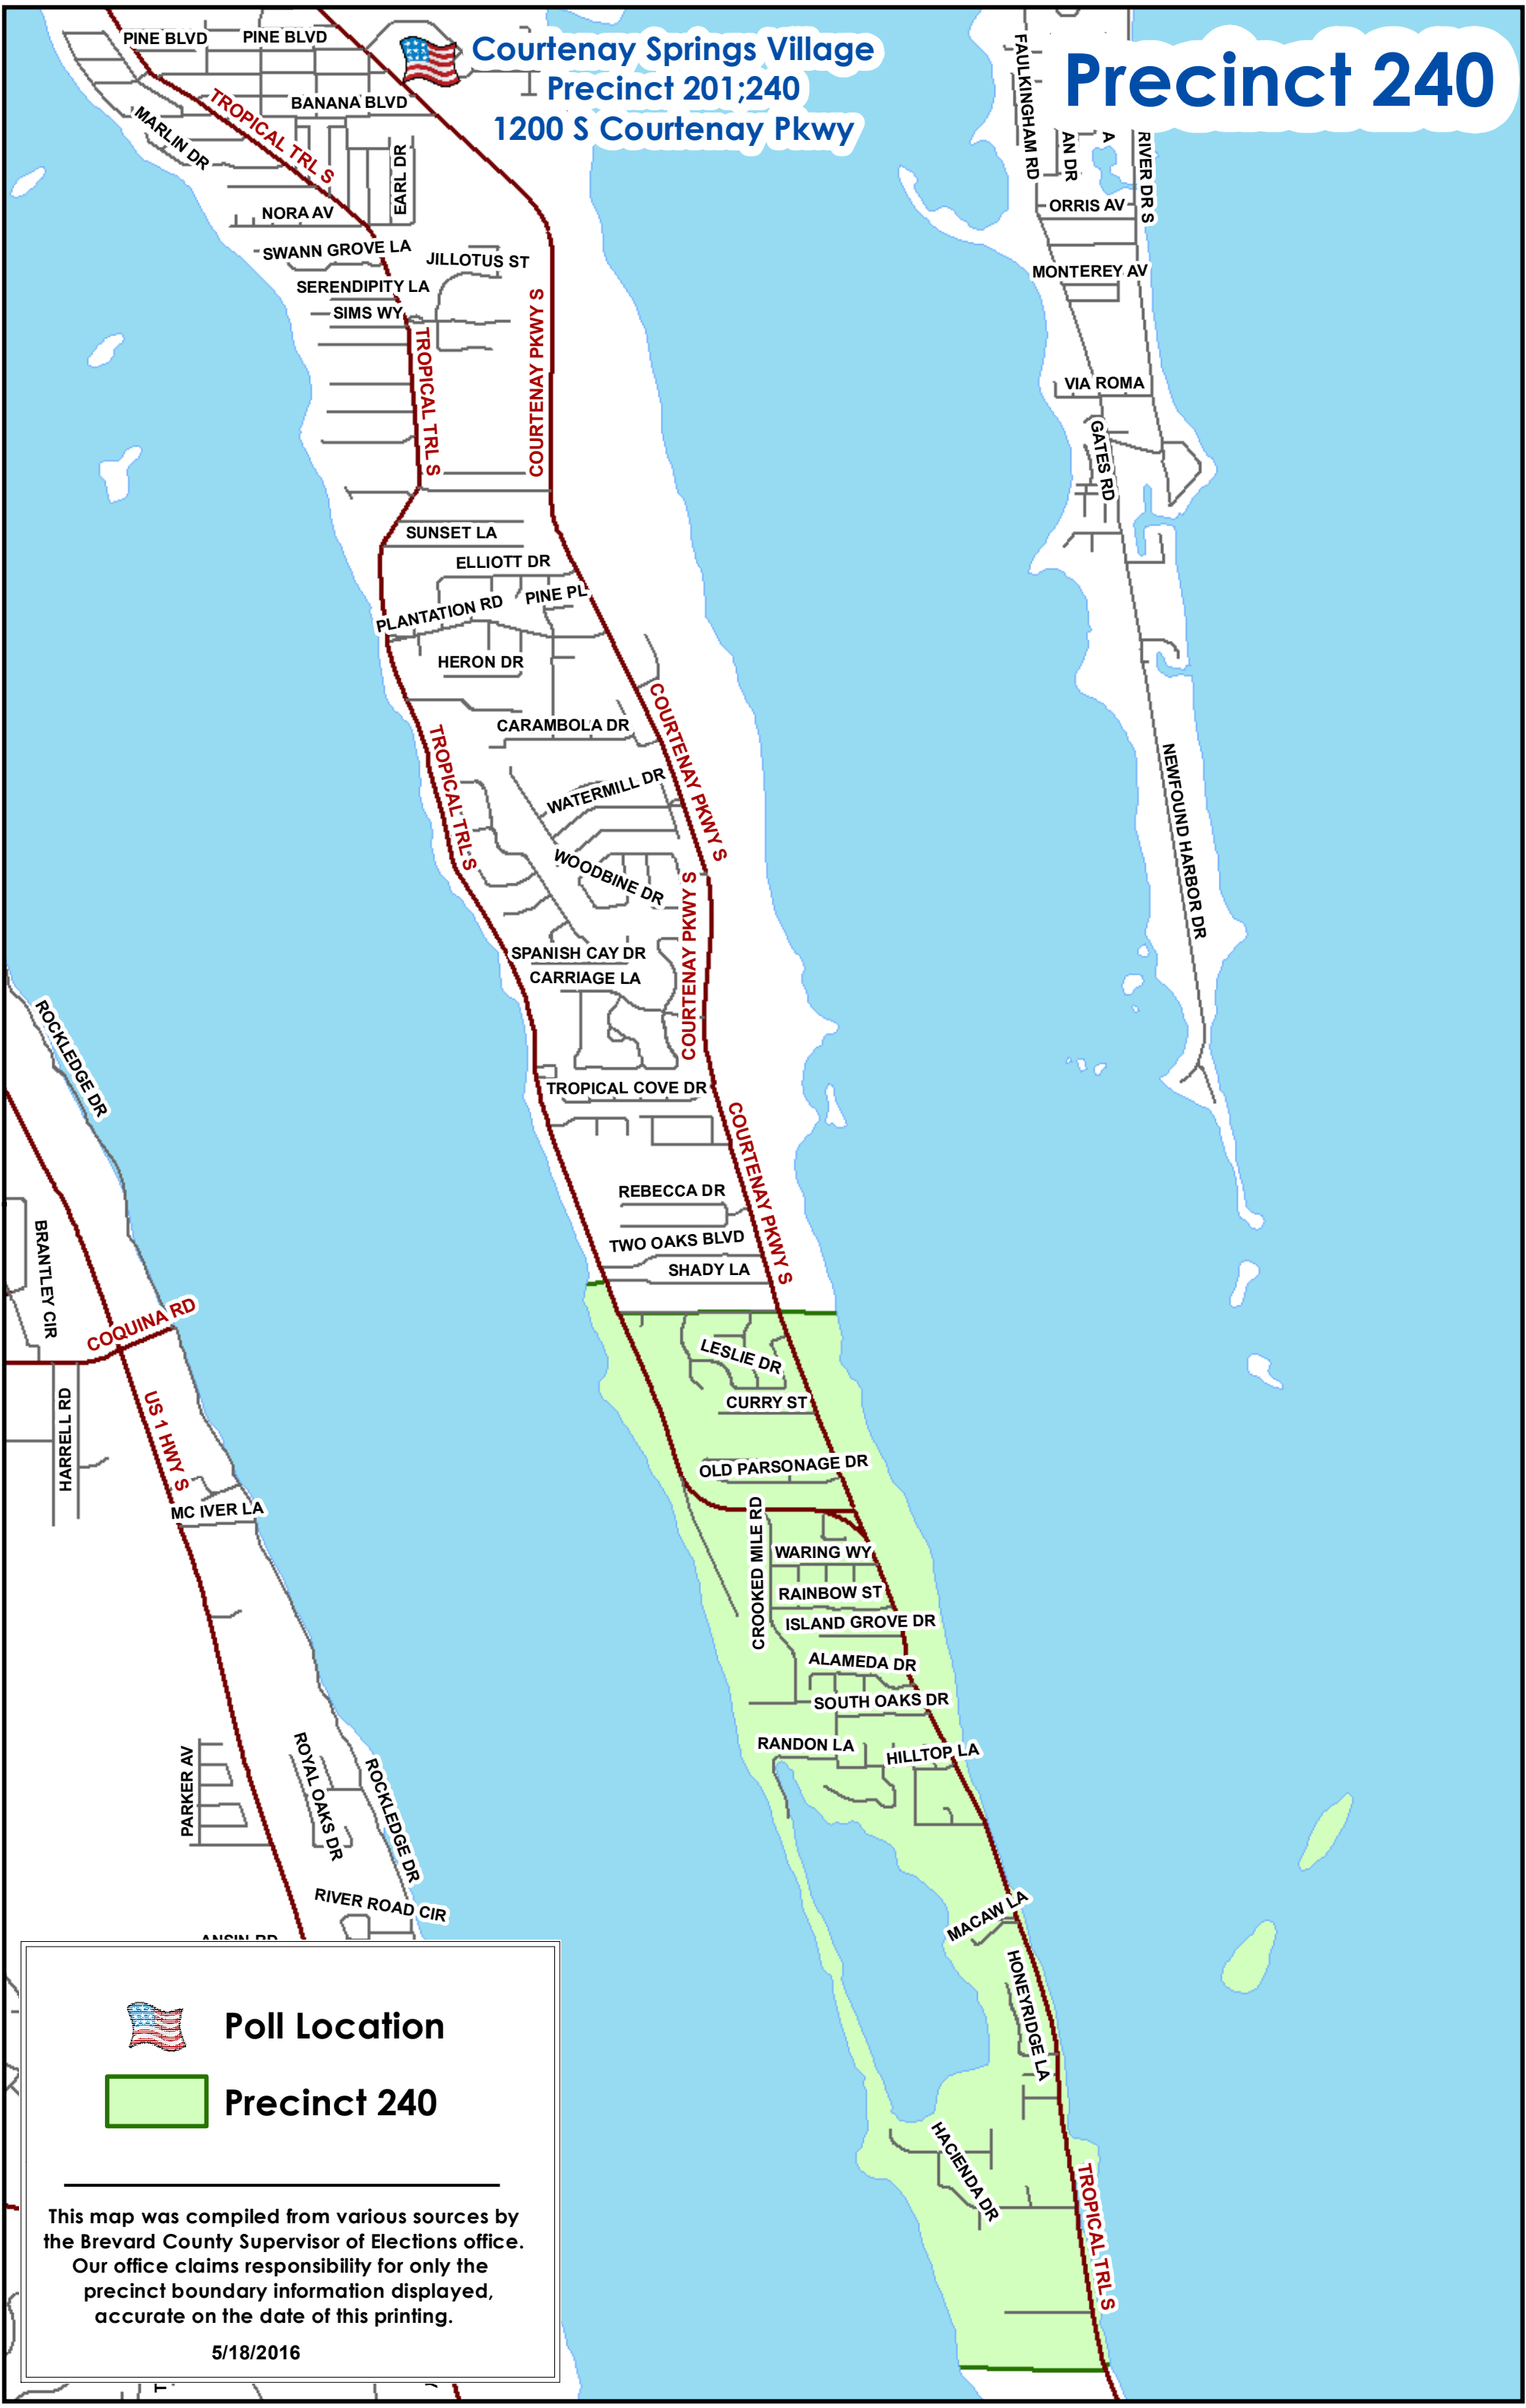 Precinct 240
Courtenay Springs Village
Precinct 201;240
1200 S Courtenay Pkwy
PINE BLVD
PINE BLVD
BANANA BLVD
TROPICAL TRL S
MARLIN DR
EARL DR
NORA AV
SWANN GROVE LA
JILLOTUS ST
SERENDIPITY LA
SIMS WY
TROPICAL TRL S
COURTENAY PKWY S
FAULKINGHAM RD
AN DR
A
RIVER DR S
ORRIS AV
MONTEREY AV
VIA ROMA
GATES RD
SUNSET LA
ELLIOTT DR
PINE PL
PLANTATION RD
HERON DR
CARAMBOLA DR
COURTENAY PKWY S
TROPICAL TRL S
WATERMILL DR
WOODBINE DR
NEWFOUND HARBOR DR
COURTENAY PKWY S
SPANISH CAY DR
CARRIAGE LA
ROCKLEDGE DR
TROPICAL COVE DR
COURTENAY PKWY S
REBECCA DR
TWO OAKS BLVD
SHADY LA
BRANTLEY CIR
COQUINA RD
HARRELL RD
US 1 HWY S
MC IVER LA
LESLIE DR
CURRY ST
OLD PARSONAGE DR
CROOKED MILE RD
WARING WY
RAINBOW ST
ISLAND GROVE DR
ALAMEDA DR
SOUTH OAKS DR
RANDON LA
HILLTOP LA
PARKER AV
ROYAL OAKS DR
ROCKLEDGE DR
RIVER ROAD CIR
MACAW LA
HONEYRIDGE LA
HACIENDA DR
TROPICAL TRL S
Poll Location
Precinct 240
This map was compiled from various sources by
the Brevard County Supervisor of Elections office.
Our office claims responsibility for only the
precinct boundary information displayed,
accurate on the date of this printing.
5/18/2016